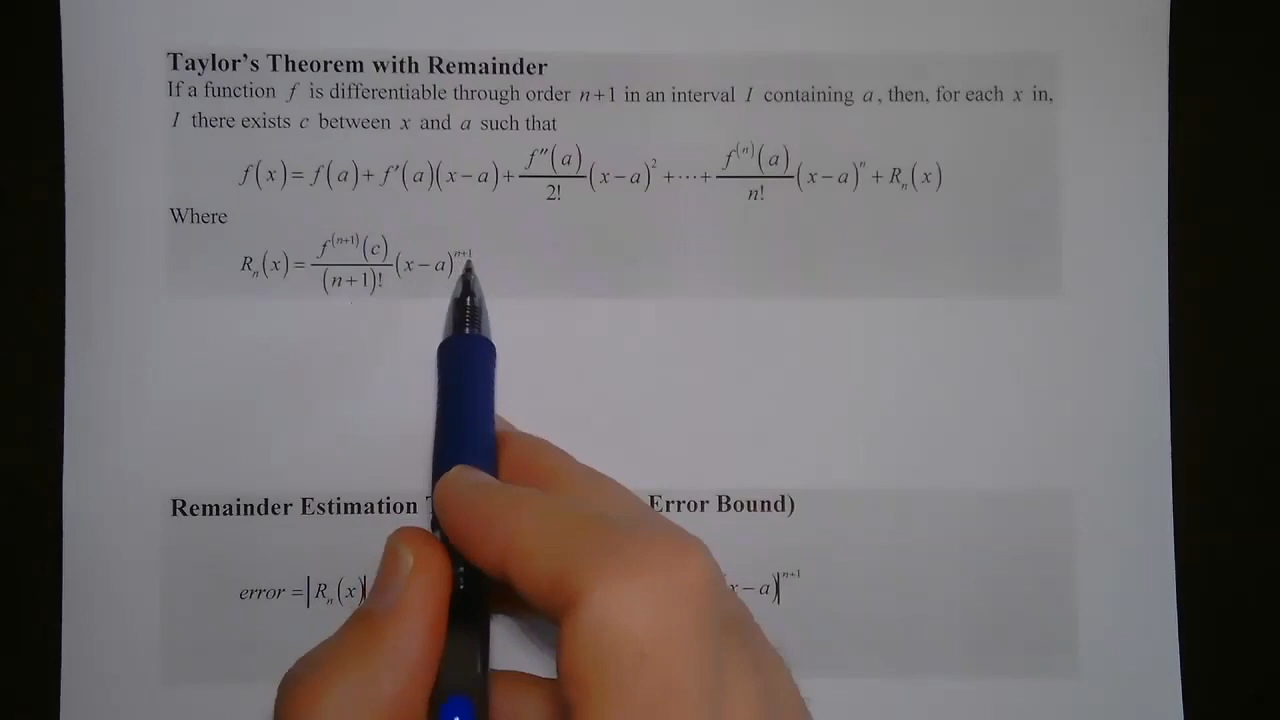 Taylor's Theorem with Remainder
If a function f is differentiable through order n+1 in an interval I containing a, then, for each x in,
I there exists c between x and a such that
f(x) = f(a) + f'(a)(x−a) + f''(a)/2! (x−a)^2 + ⋯ + f^(n)(a)/n! (x−a)^n + R_n(x)
Where
R_n(x) = f^(n+1)(c)/(n+1)! (x−a)^n+1
Remainder Estimation Error Bound)
error = |R_n(x)| x−a)|^n+1